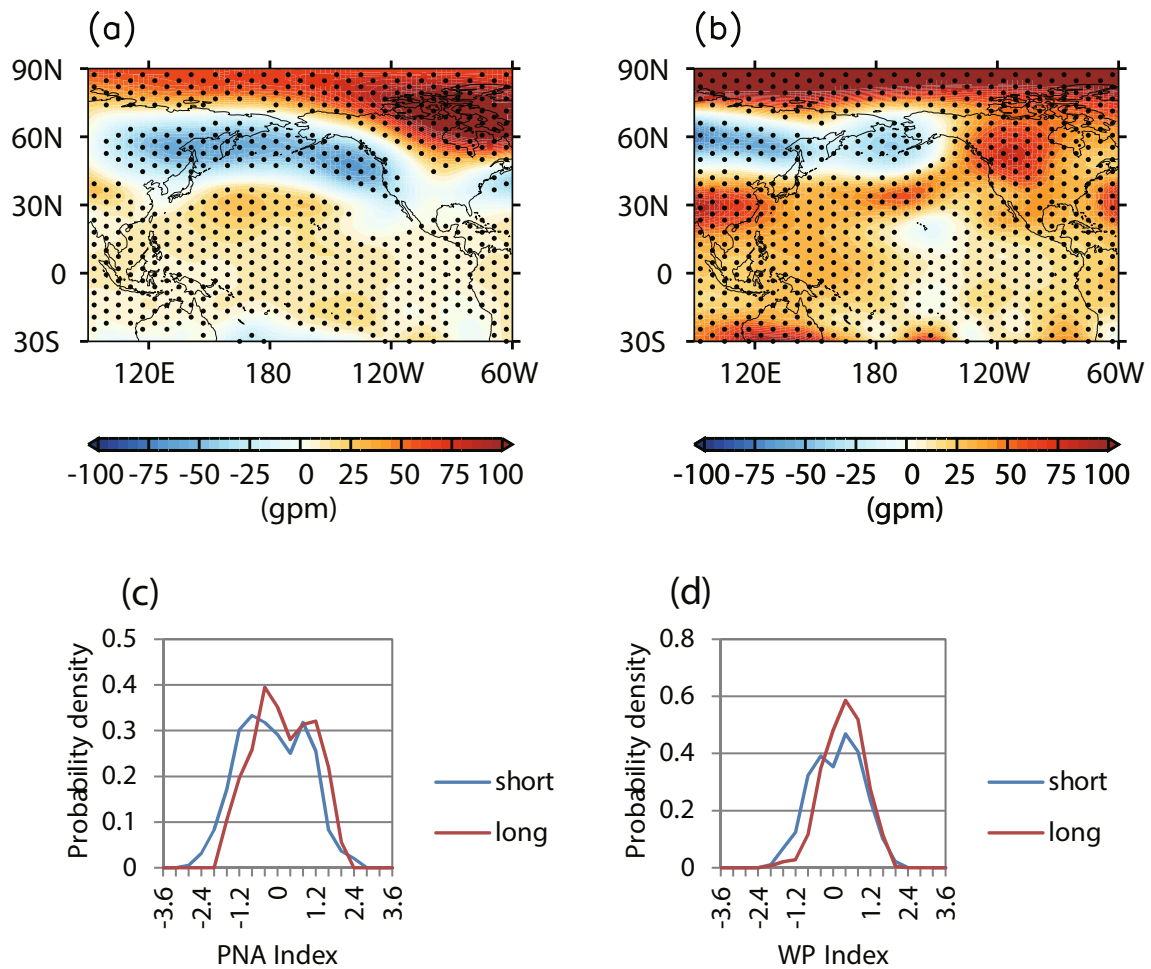 (a)
(b)
90N
60N
30N
0
30S
120E 180 120W 60W
90N
60N
30N
0
30S
120E 180 120W 60W
-100 -75 -50 -25 0 25 50 75 100
(gpm)
-100 -75 -50 -25 0 25 50 75 100
(gpm)
(c)
Probability density
0.5
0.4
0.3
0.2
0.1
0
-3.6 -2.4 -1.2 0 1.2 2.4 3.6
PNA Index
short
long
(d)
Probability density
0.8
0.6
0.4
0.2
0
-3.6 -2.4 -1.2 0 1.2 2.4 3.6
WP Index
short
long